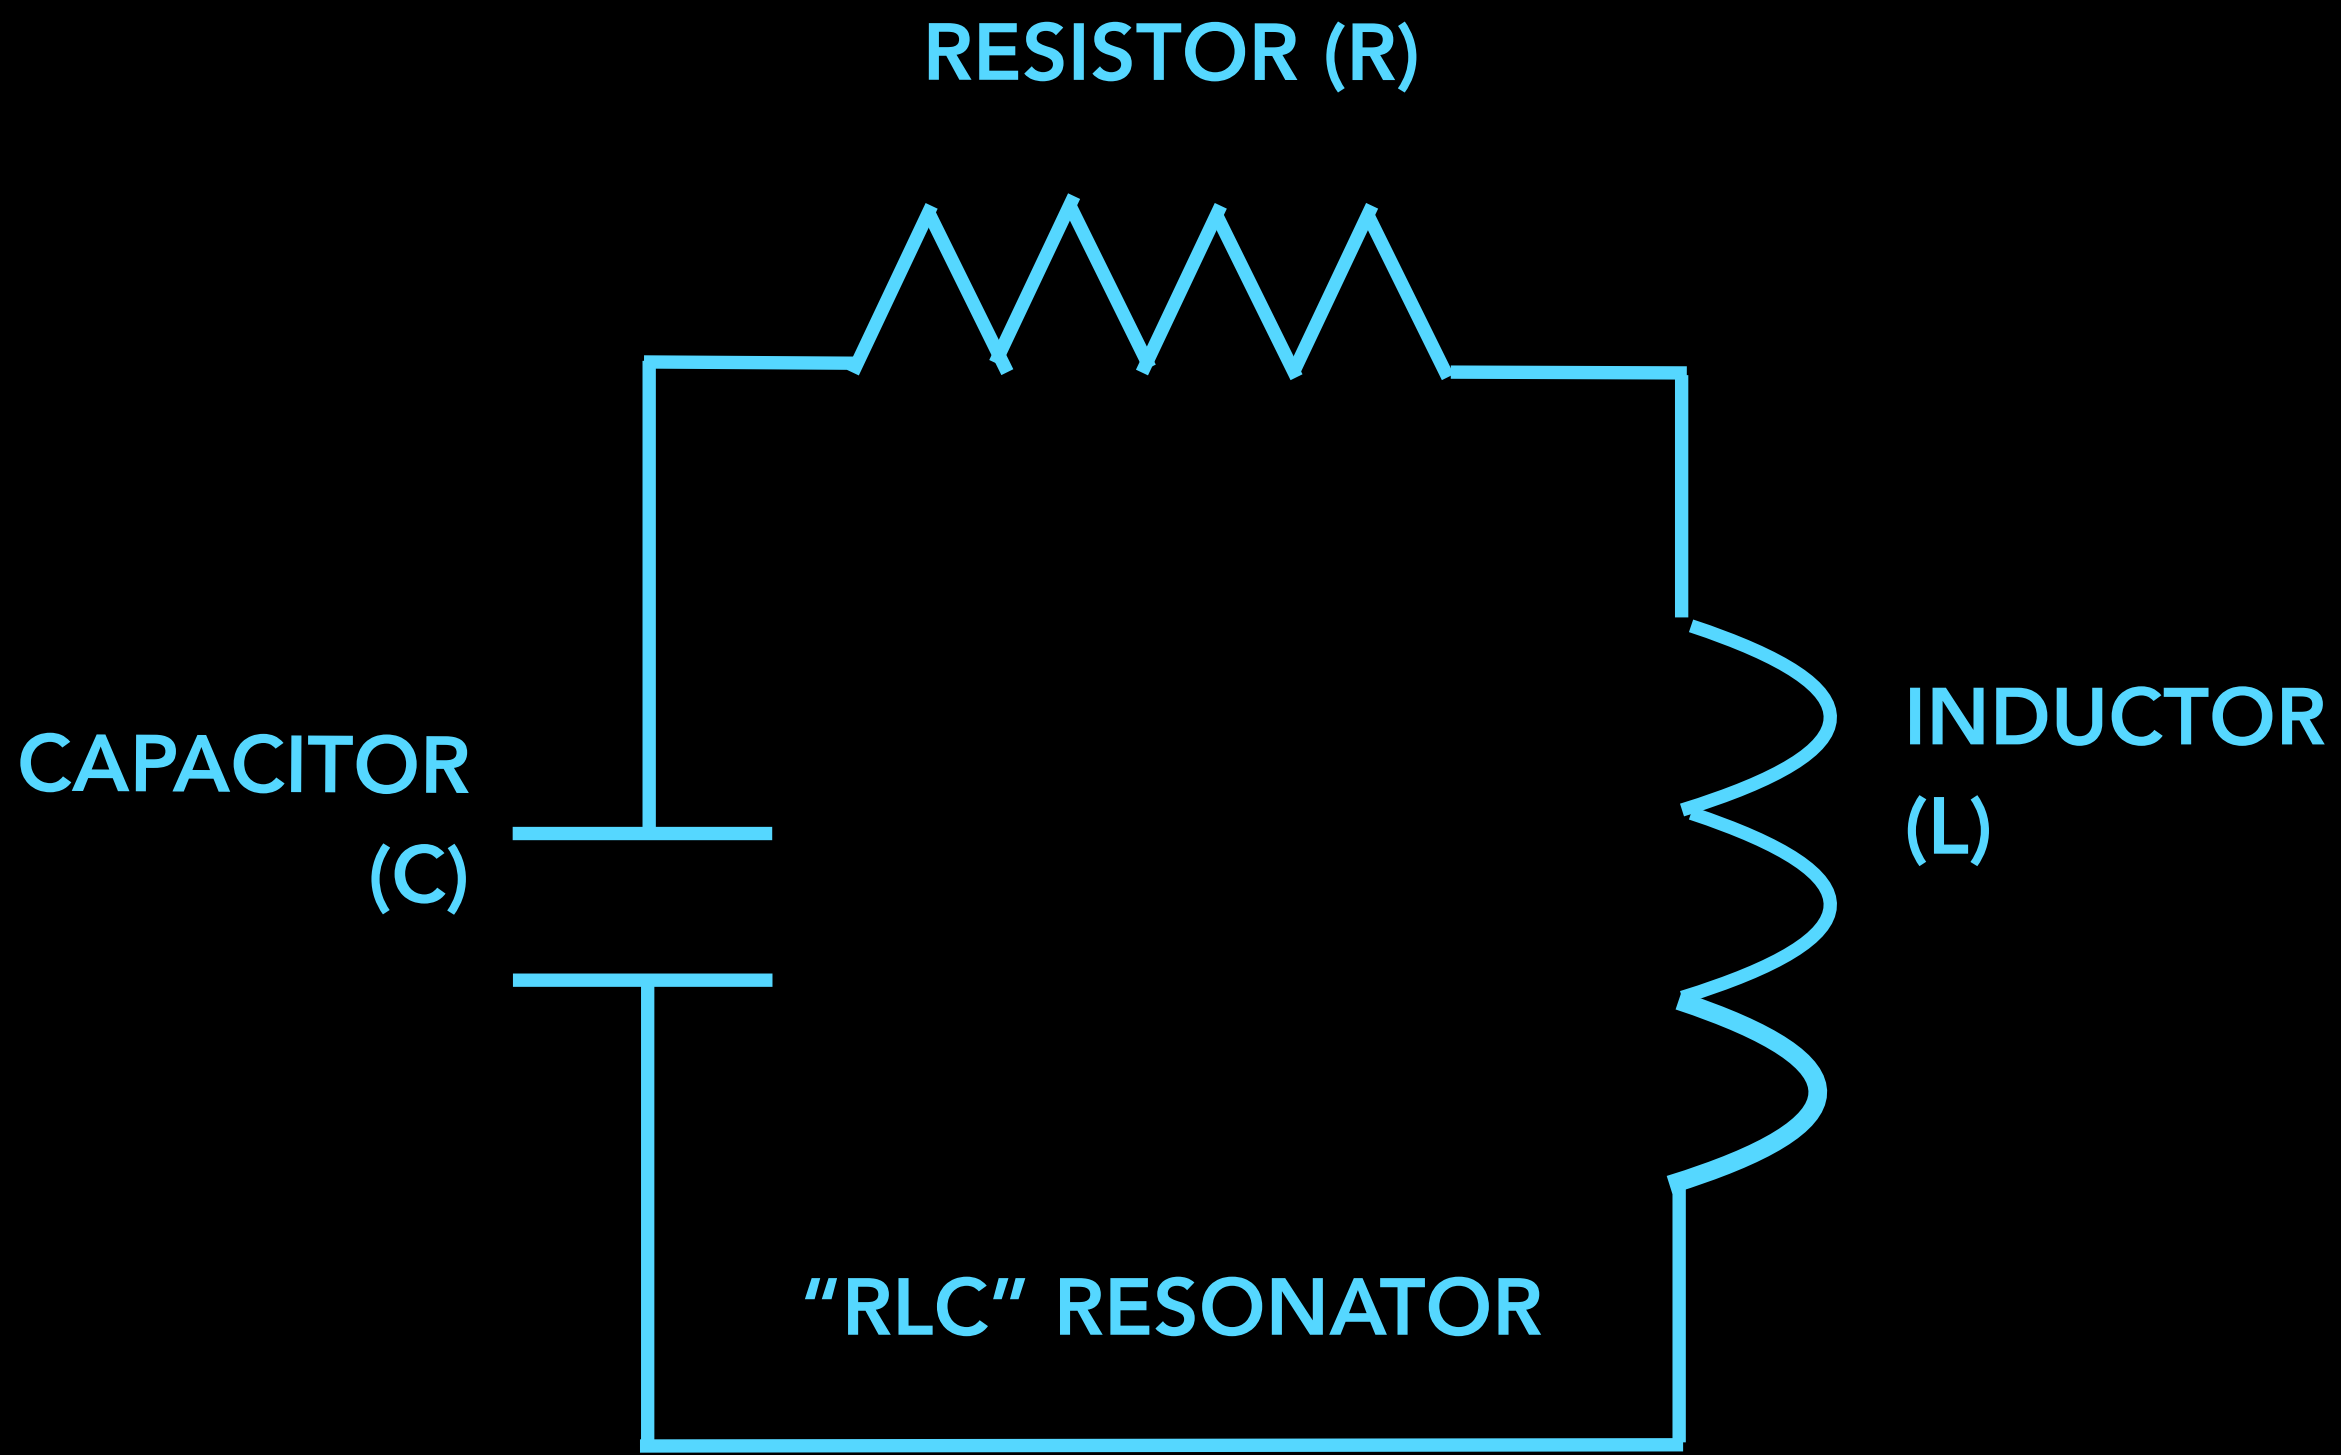 RESISTOR (R)
CAPACITOR
(C)
INDUCTOR
(L)
“RLC” RESONATOR